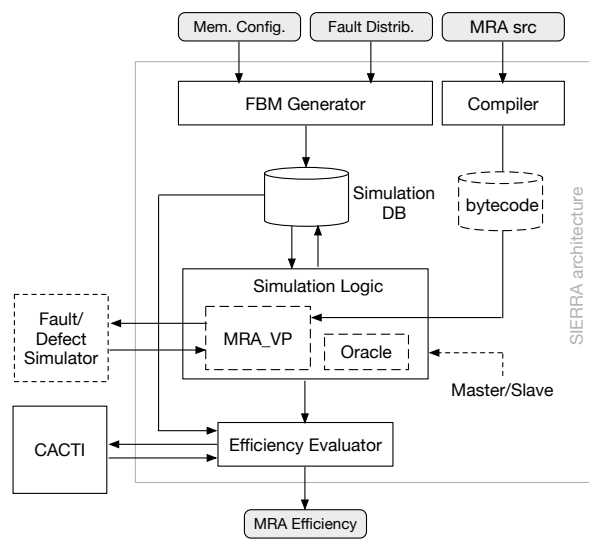 Mem. Config.
Fault Distrib.
MRA src
FBM Generator
Compiler
Simulation
DB
bytecode
SIERRA architecture
Simulation Logic
Fault/
Defect
Simulator
MRA_VP
Oracle
Master/Slave
CACTI
Efficiency Evaluator
MRA Efficiency